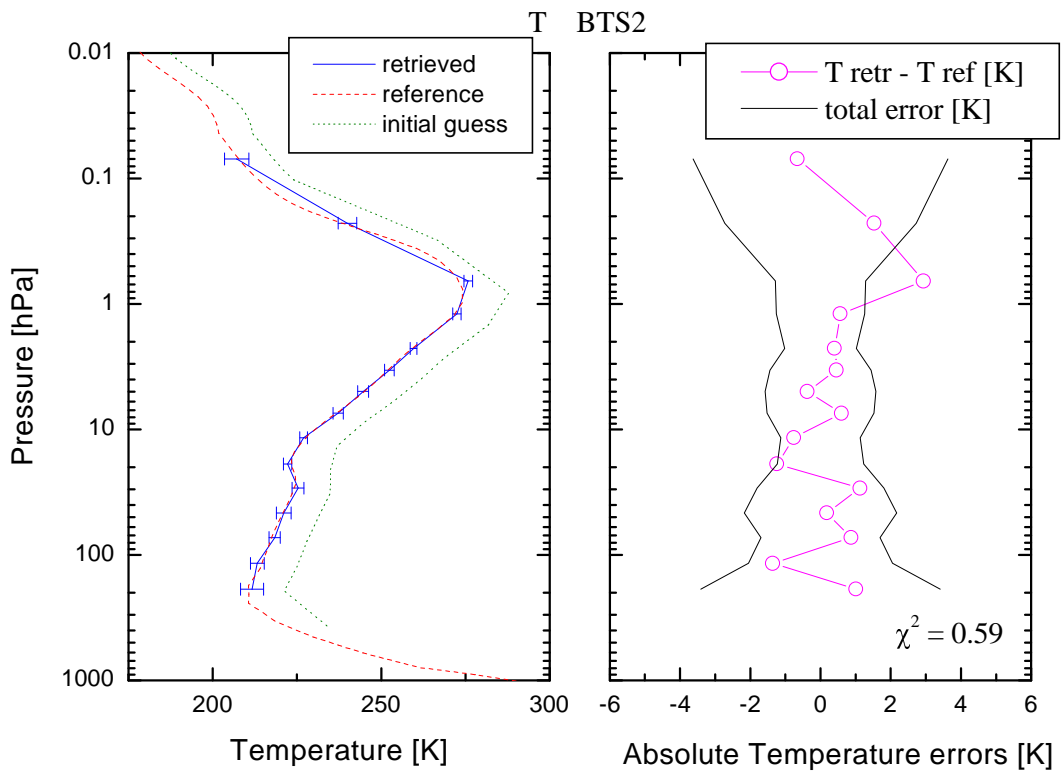 T BTS2
retrieved
reference
initial guess
T retr - T ref [K]
total error [K]
0.01
0.1
1
10
100
1000
Pressure [hPa]
200
250
300
Temperature [K]
χ² = 0.59
-6
-4
-2
0
2
4
6
Absolute Temperature errors [K]